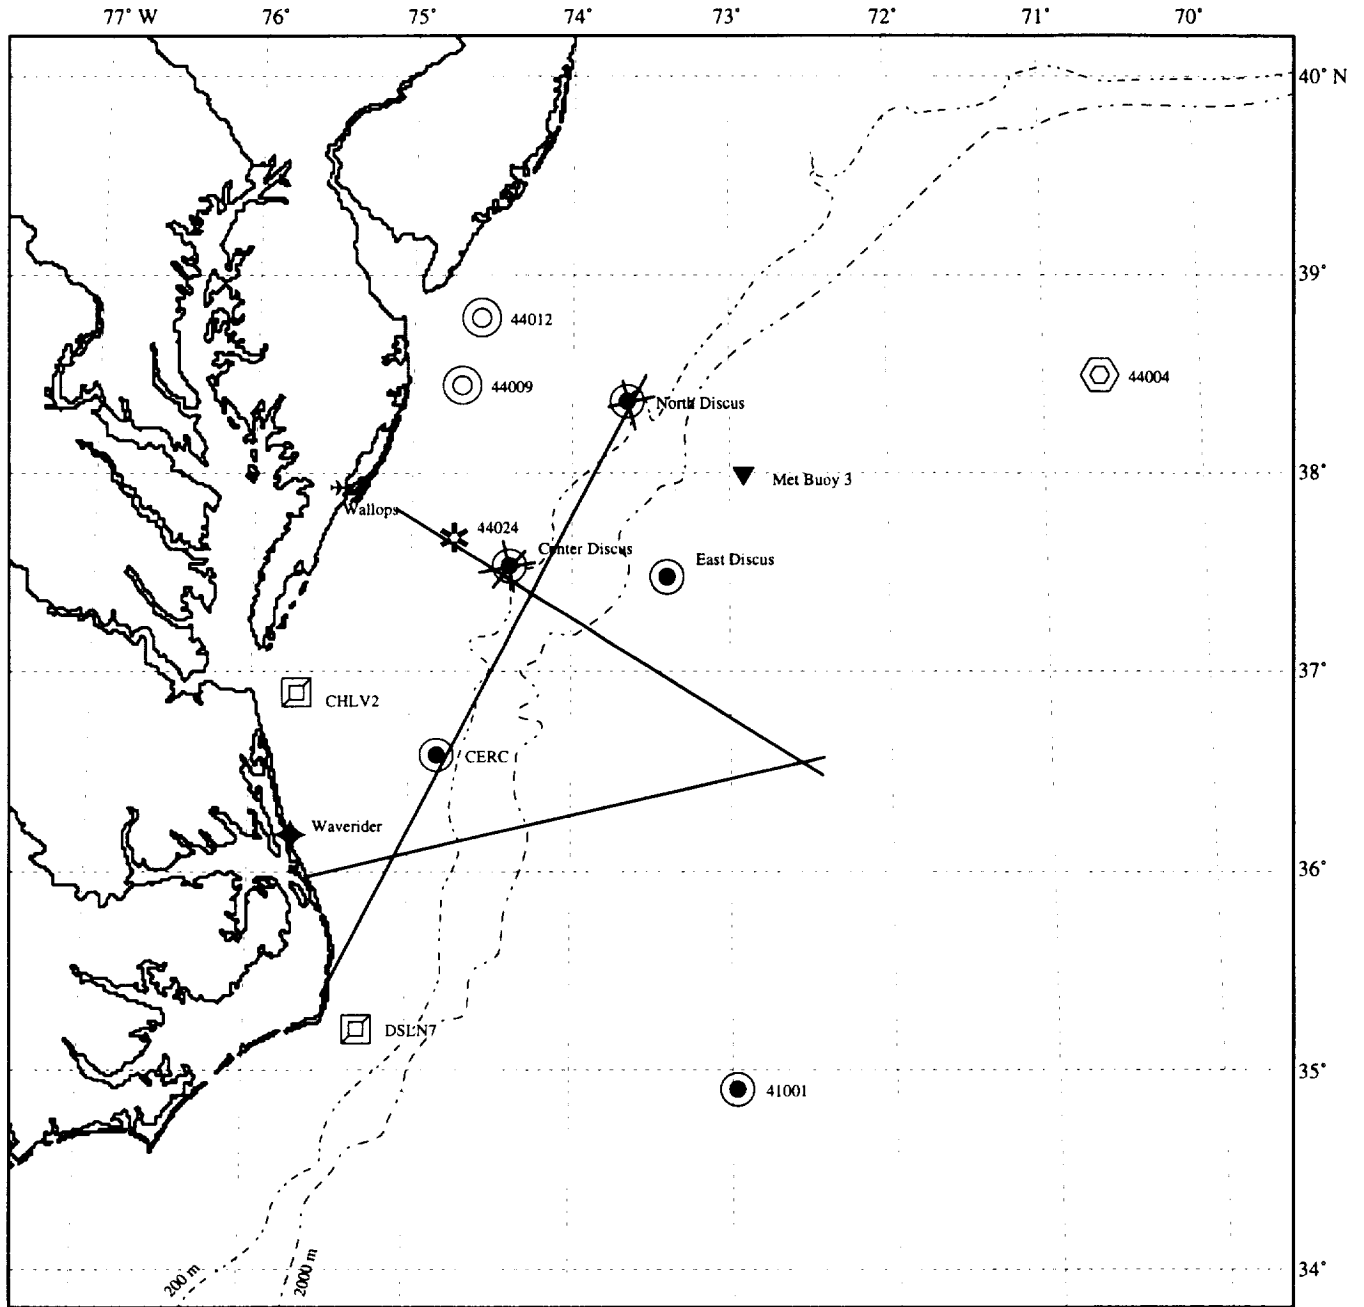 77° W 76° 75° 74° 73° 72° 71° 70°
40° N
39°
44012
44004
44009
North Discus
38°
Met Buoy 3
Wallops
44024
Center Discus
East Discus
37°
CHLV2
CERC
Waverider
36°
DSLN7
35°
41001
200 m
2000 m
34°